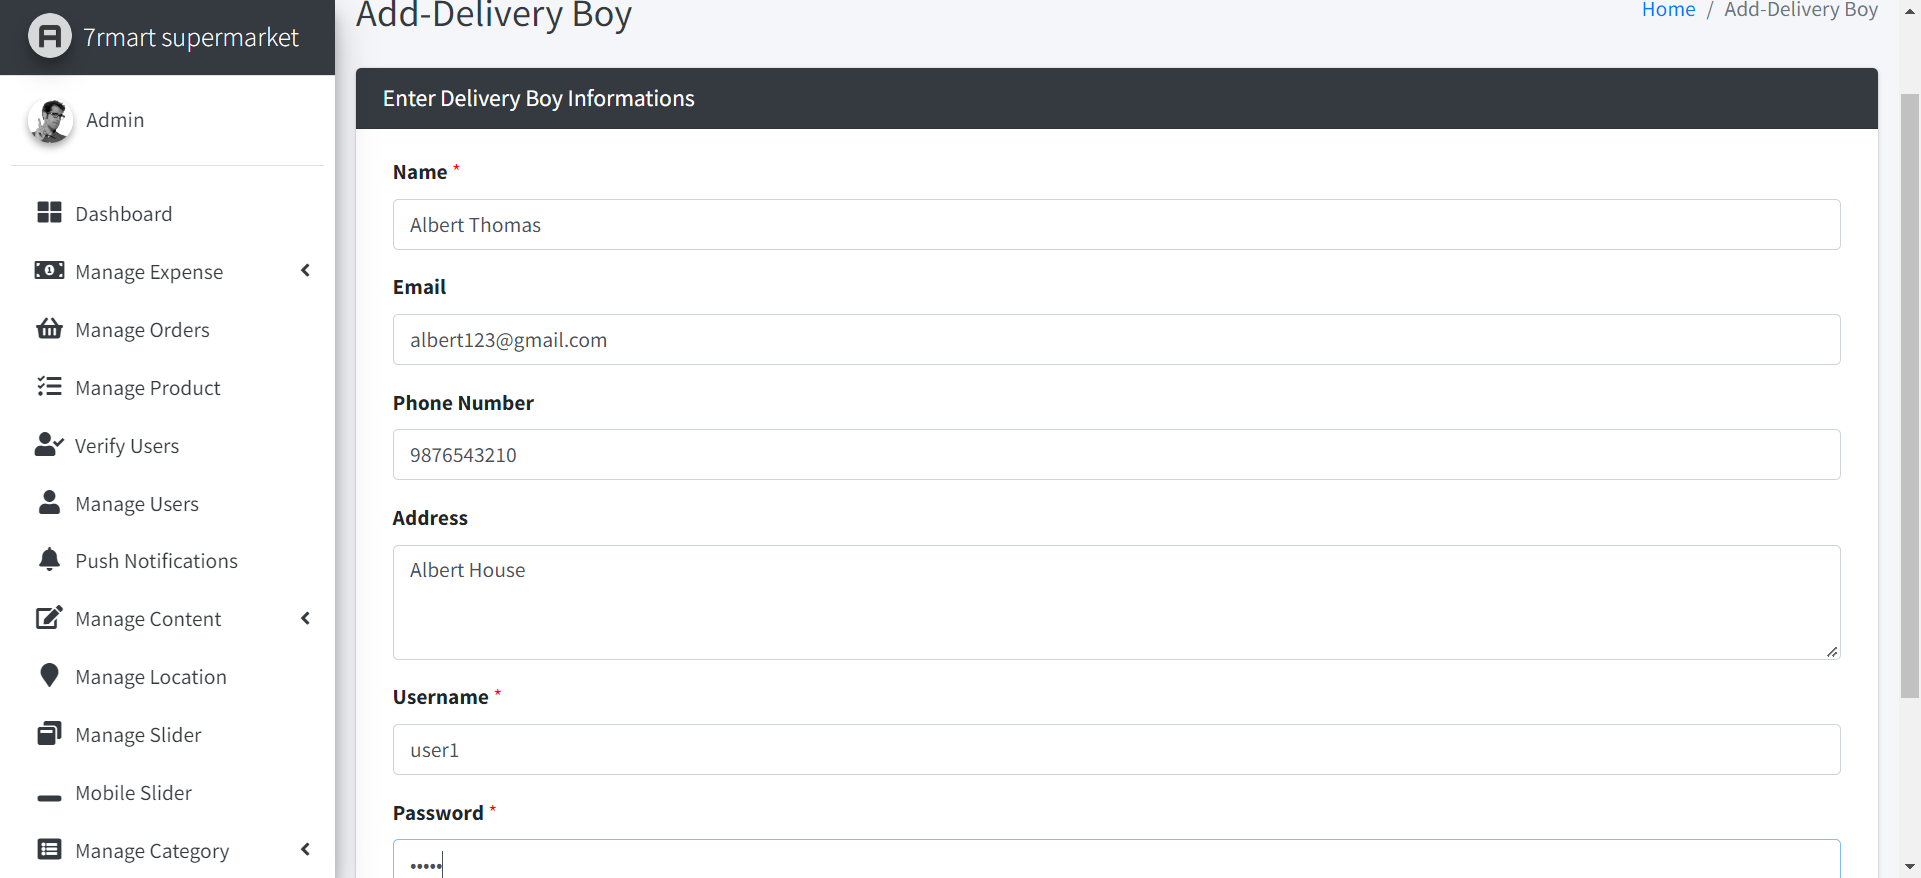 7rmart supermarket
Admin
Dashboard
Manage Expense
Manage Orders
Manage Product
Verify Users
Manage Users
Push Notifications
Manage Content
Manage Location
Manage Slider
Mobile Slider
Manage Category
Add-Delivery Boy
Home / Add-Delivery Boy
Enter Delivery Boy Informations
Name *
Albert Thomas
Email
albert123@gmail.com
Phone Number
9876543210
Address
Albert House
Username *
user1
Password *
•••••